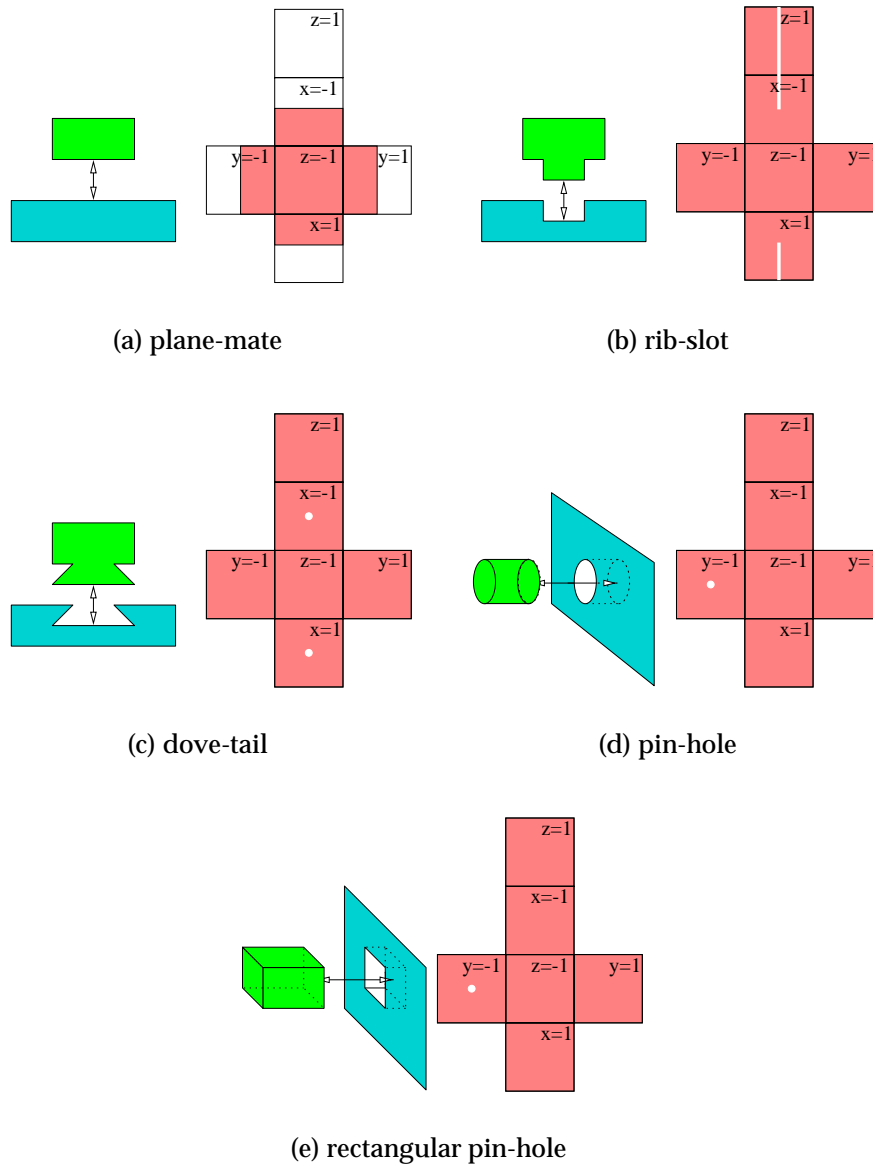 z=1
x=-1
y=-1 z=-1 y=1
x=1
(a) plane-mate
z=1
x=-1
y=-1 z=-1 y=
x=1
(b) rib-slot
z=1
x=-1
y=-1 z=-1 y=1
x=1
(c) dove-tail
z=1
x=-1
y=-1 z=-1 y=
x=1
(d) pin-hole
z=1
x=-1
y=-1 z=-1 y=1
x=1
(e) rectangular pin-hole